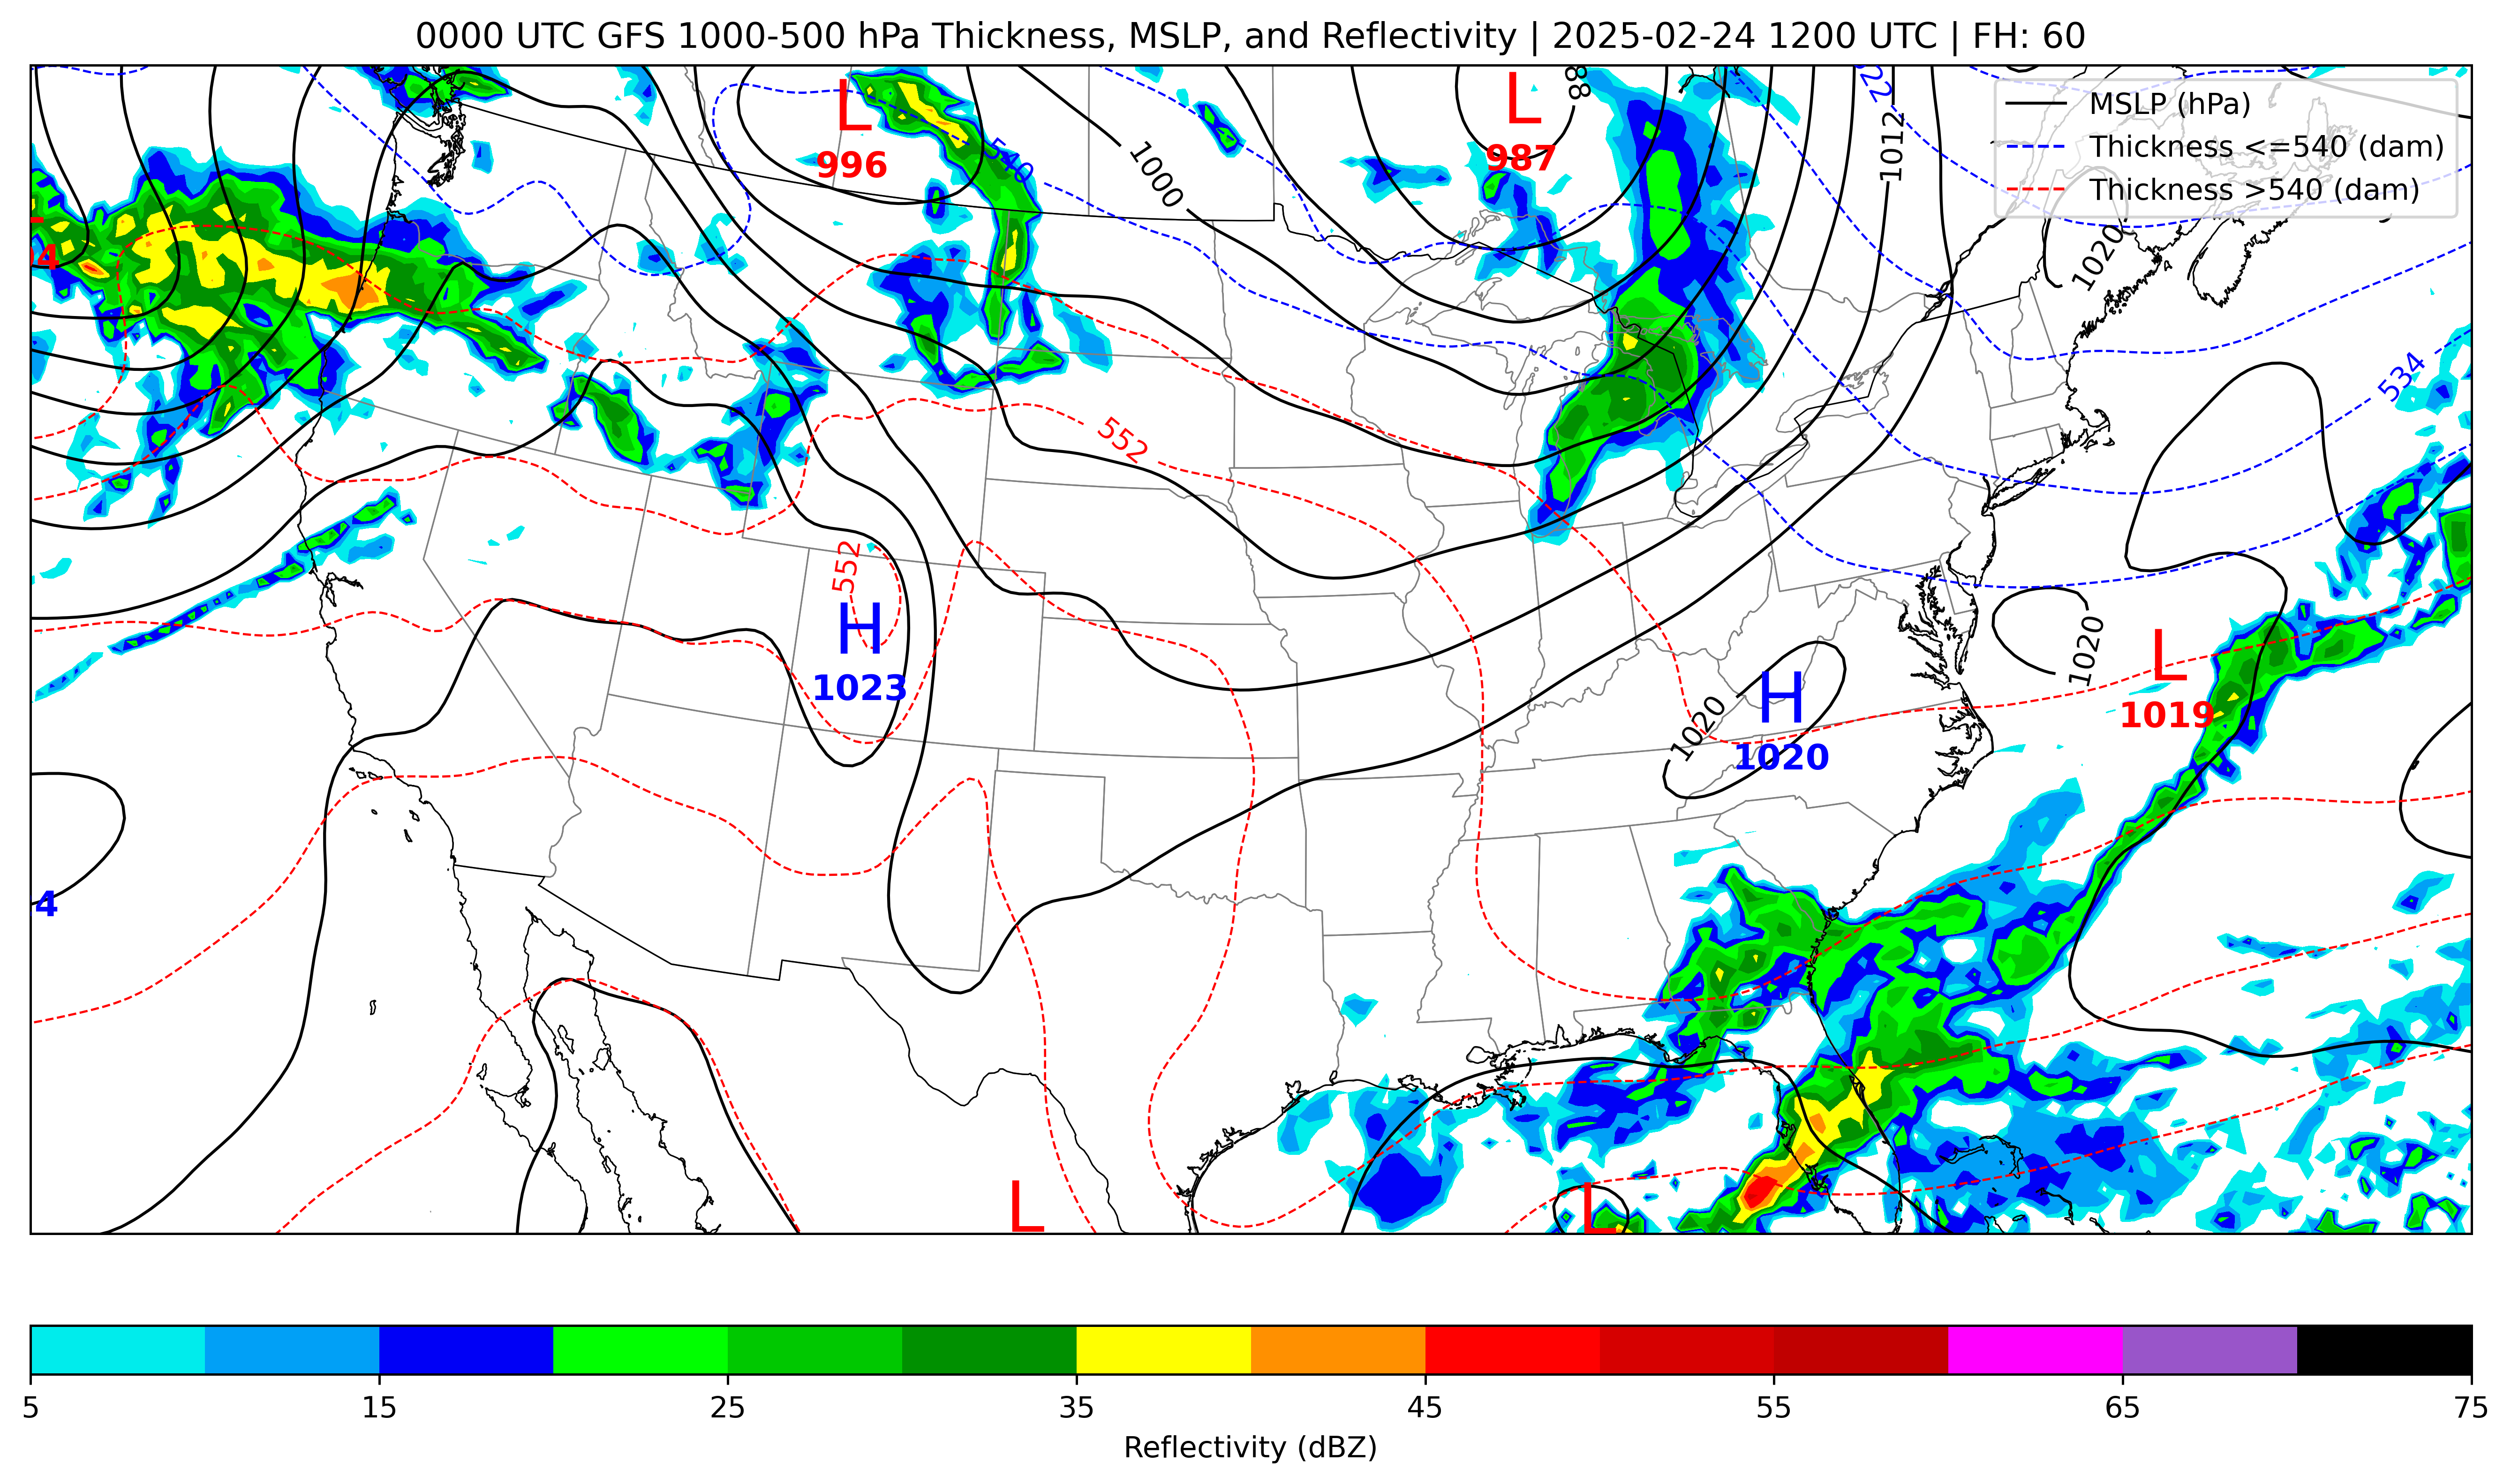 0000 UTC GFS 1000-500 hPa Thickness, MSLP, and Reflectivity | 2025-02-24 1200 UTC | FH: 60
MSLP (hPa)
Thickness <=540 (dam)
Thickness >540 (dam)
L
996
L
987
1000
540
1012
1020
4
534
552
552
H
1023
H
1020
1020
1020
L
1019
4
L
L
5 15 25 35 45 55 65 75
Reflectivity (dBZ)